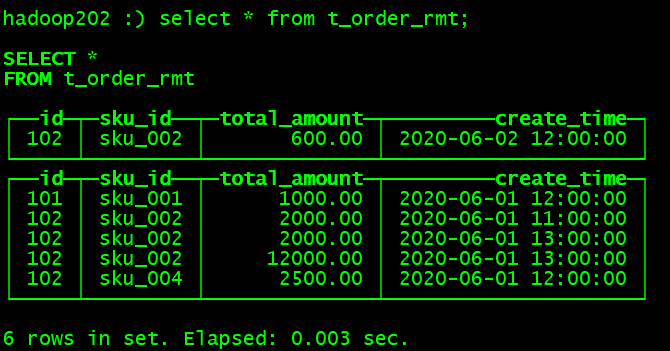 hadoop202 :) select * from t_order_rmt;
SELECT *
FROM t_order_rmt
id sku_id total_amount create_time
102 sku_002 600.00 2020-06-02 12:00:00
id sku_id total_amount create_time
101 sku_001 1000.00 2020-06-01 12:00:00
102 sku_002 2000.00 2020-06-01 11:00:00
102 sku_002 2000.00 2020-06-01 13:00:00
102 sku_002 12000.00 2020-06-01 13:00:00
102 sku_004 2500.00 2020-06-01 12:00:00
6 rows in set. Elapsed: 0.003 sec.